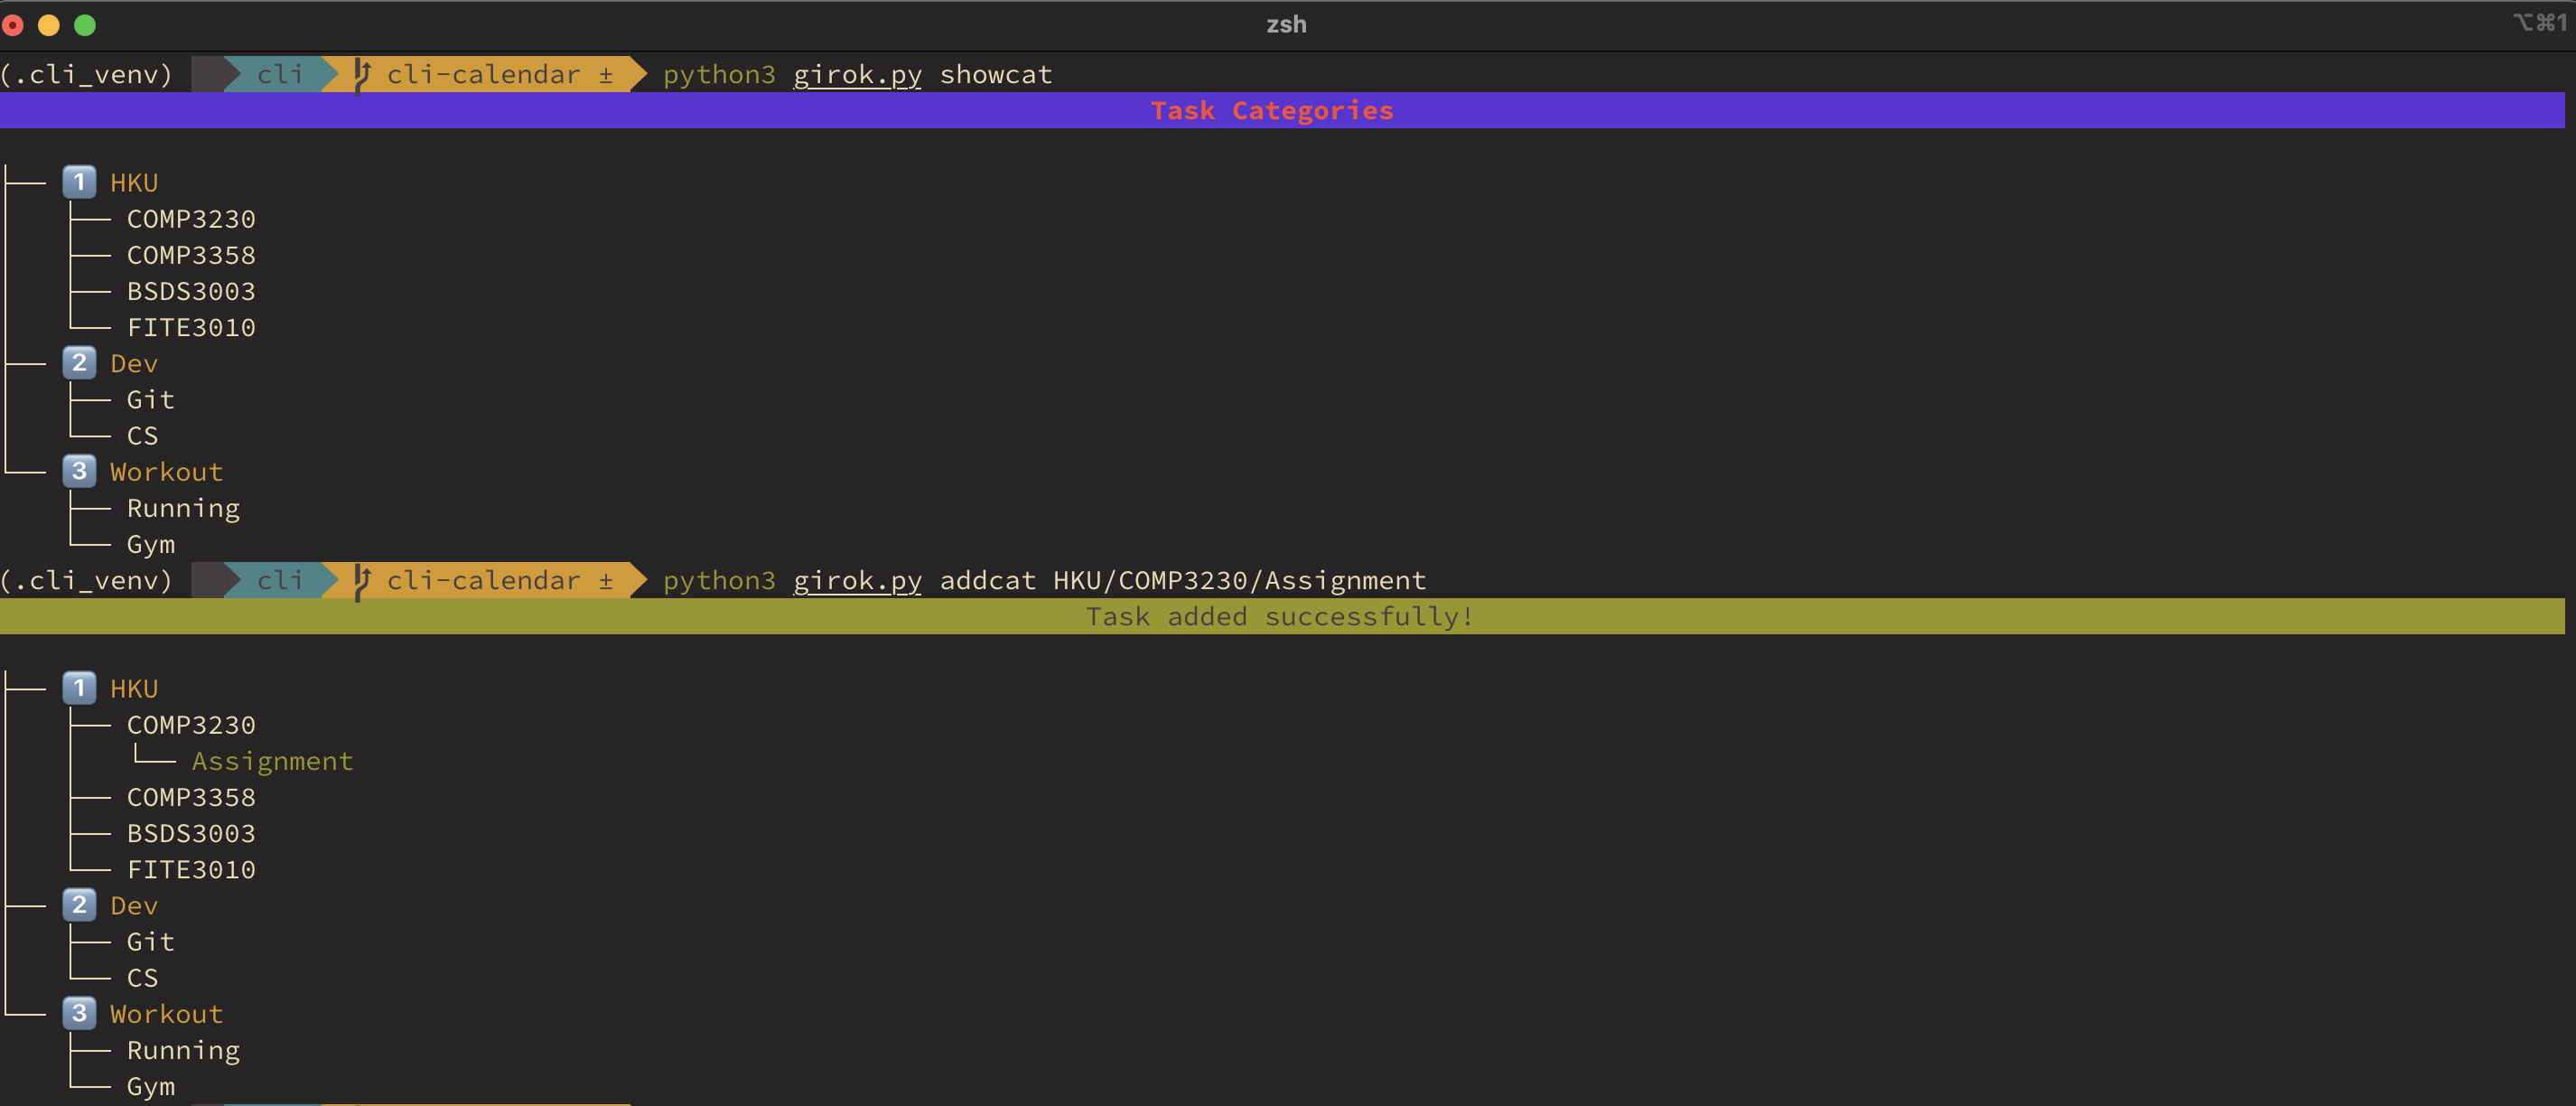 zsh
⌥⌘1
(.cli_venv) cli cli-calendar ± python3 girok.py showcat
Task Categories
├── 1️⃣ HKU
│   ├── COMP3230
│   ├── COMP3358
│   ├── BSDS3003
│   └── FITE3010
├── 2️⃣ Dev
│   ├── Git
│   └── CS
└── 3️⃣ Workout
    ├── Running
    └── Gym
(.cli_venv) cli cli-calendar ± python3 girok.py addcat HKU/COMP3230/Assignment
Task added successfully!
├── 1️⃣ HKU
│   ├── COMP3230
│   │   └── Assignment
│   ├── COMP3358
│   ├── BSDS3003
│   └── FITE3010
├── 2️⃣ Dev
│   ├── Git
│   └── CS
└── 3️⃣ Workout
    ├── Running
    └── Gym